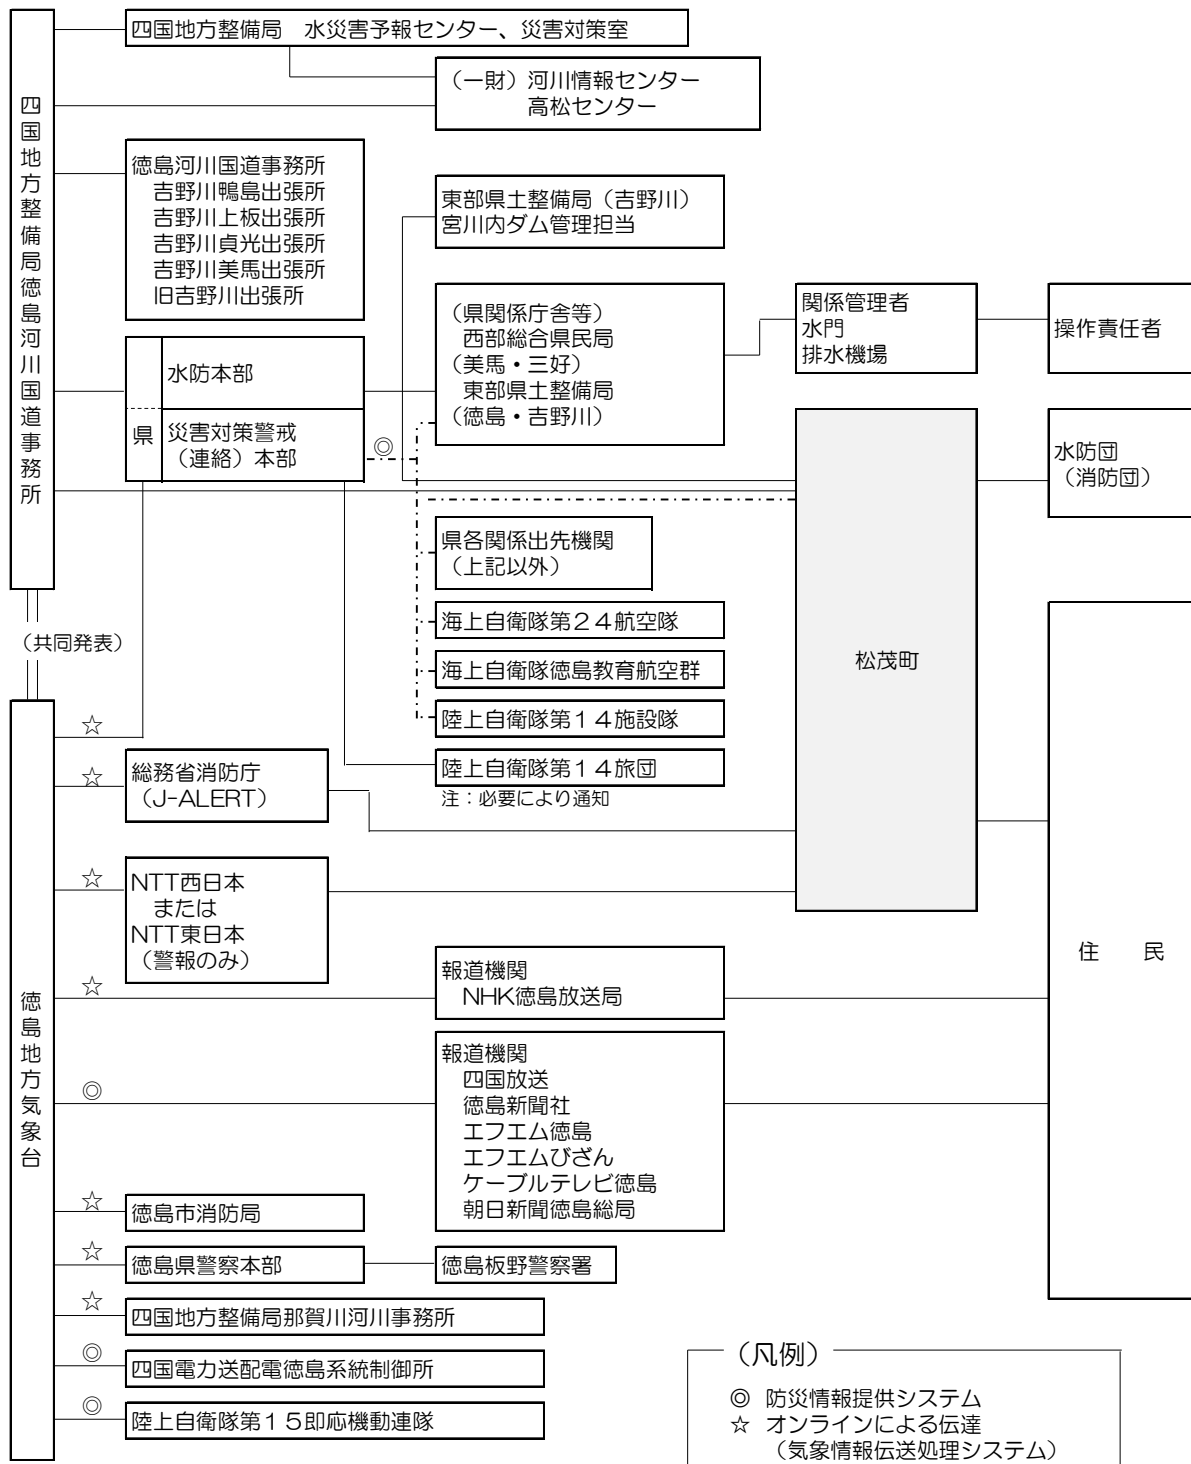 四国地方整備局徳島河川国道事務所
四国地方整備局　水災害予報センター、災害対策室
（一財）河川情報センター
高松センター
徳島河川国道事務所
吉野川鴨島出張所
吉野川上板出張所
吉野川貞光出張所
吉野川美馬出張所
旧吉野川出張所
東部県土整備局（吉野川）
宮川内ダム管理担当
（県関係庁舎等）
西部総合県民局
（美馬・三好）
東部県土整備局
（徳島・吉野川）
関係管理者
水門
排水機場
操作責任者
県
水防本部
災害対策警戒
（連絡）本部
◎
水防団
（消防団）
県各関係出先機関
（上記以外）
海上自衛隊第２４航空隊
海上自衛隊徳島教育航空群
陸上自衛隊第１４施設隊
陸上自衛隊第１４旅団
注：必要により通知
松茂町
（共同発表）
徳島地方気象台
☆
☆
総務省消防庁
（J-ALERT）
☆
NTT西日本
または
NTT東日本
（警報のみ）
☆
報道機関
NHK徳島放送局
住　民
◎
報道機関
四国放送
徳島新聞社
エフエム徳島
エフエムびざん
ケーブルテレビ徳島
朝日新聞徳島総局
☆
徳島市消防局
☆
徳島県警察本部
徳島板野警察署
☆
四国地方整備局那賀川河川事務所
◎
四国電力送配電徳島系統制御所
◎
陸上自衛隊第１５即応機動連隊
（凡例）
◎ 防災情報提供システム
☆ オンラインによる伝達
（気象情報伝送処理システム）